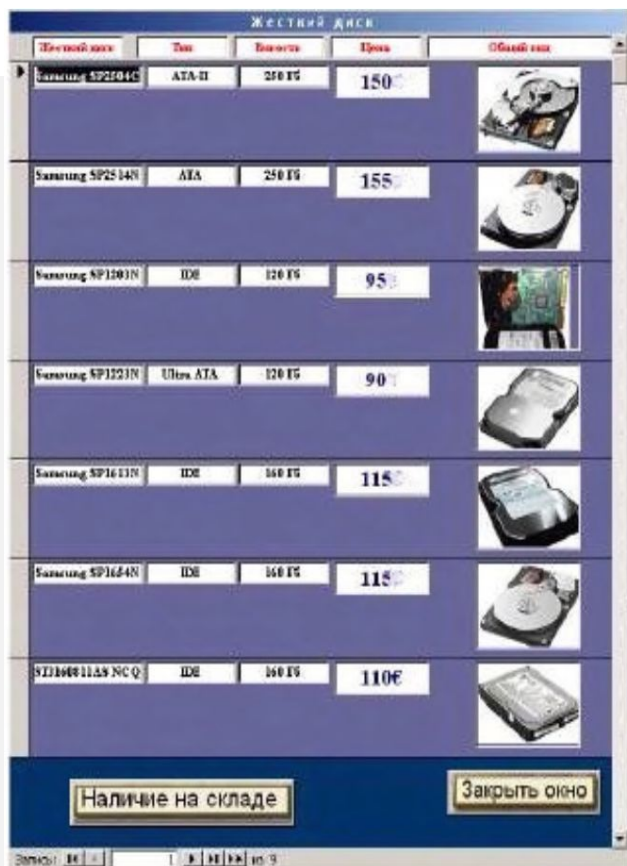 Жесткий диск
Жесткий диск Тип Емкость Цена Общий вид
Samsung SP2504C ATA-II 250 Гб 150
Samsung SP2514N ATA 250 Гб 155
Samsung SP1203N IDE 120 Гб 95
Samsung SP1223N Ultra ATA 120 Гб 90
Samsung SP1613N IDE 160 Гб 115
Samsung SP1654N IDE 160 Гб 115
ST3160811AS NCQ IDE 160 Гб 110€
Наличие на складе Закрыть окно
Запись: 1 из 9